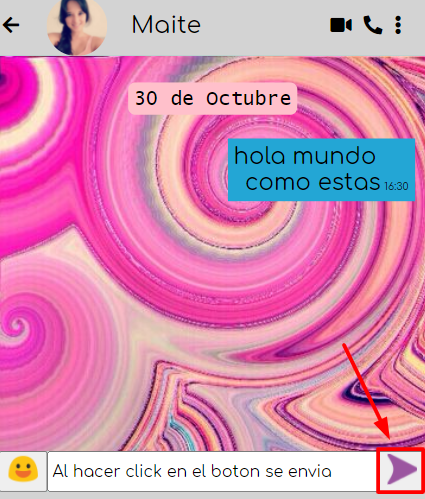 Maite
30 de Octubre
hola mundo
como estas 16:30
Al hacer click en el boton se envia